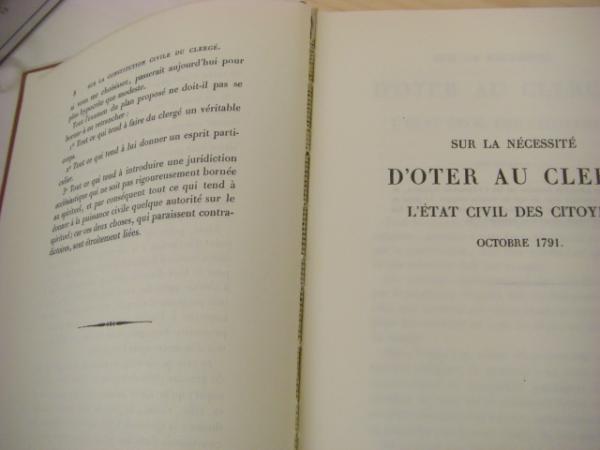 8 SUR LA CONSTITUTION CIVILE DU CLERGÉ.
si vous me choisissez, passerait aujourd'hui pour
plus hypocrite que modeste.
Tout l'examen du plan proposé ne doit-il pas se
borner à en retrancher :
1° Tout ce qui tend à faire du clergé un véritable
corps.
2° Tout ce qui tend à lui donner un esprit parti-
culier.
3° Tout ce qui tend à introduire une juridiction
ecclésiastique qui ne soit pas rigoureusement bornée
au spirituel, et par conséquent tout ce qui tend à
donner à la puissance civile quelque autorité sur le
spirituel; car ces deux choses, qui paraissent contra-
dictoires, sont étroitement liées.
SUR LA NÉCESSITÉ
D'OTER AU CLER
L'ÉTAT CIVIL DES CITOYE
OCTOBRE 1791.